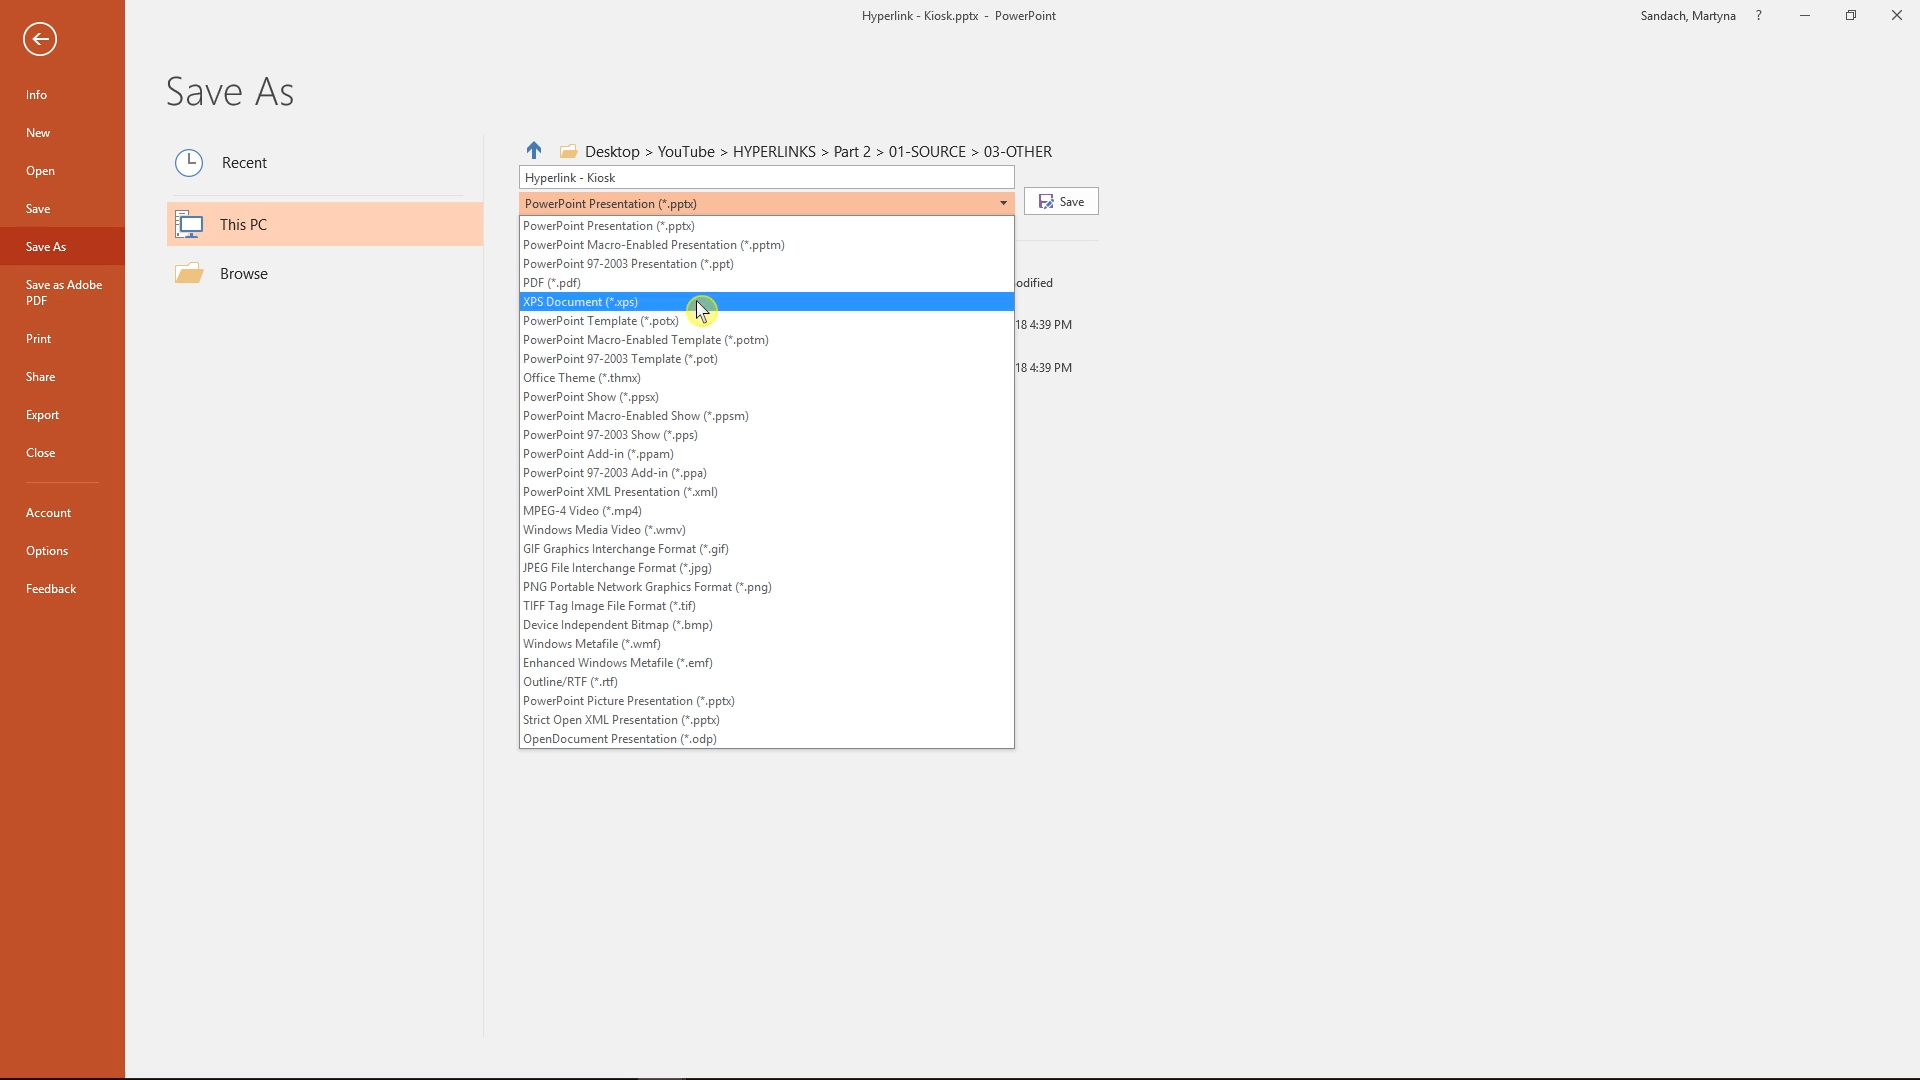 Hyperlink - Kiosk.pptx - PowerPoint
Sandach, Martyna ?
Info
New
Open
Save
Save As
Save as Adobe
PDF
Print
Share
Export
Close
Account
Options
Feedback
Save As
Recent
This PC
Browse
Desktop > YouTube > HYPERLINKS > Part 2 > 01-SOURCE > 03-OTHER
Hyperlink - Kiosk
PowerPoint Presentation (*.pptx)
Save
PowerPoint Presentation (*.pptx)
PowerPoint Macro-Enabled Presentation (*.pptm)
PowerPoint 97-2003 Presentation (*.ppt)
PDF (*.pdf)
XPS Document (*.xps)
PowerPoint Template (*.potx)
PowerPoint Macro-Enabled Template (*.potm)
PowerPoint 97-2003 Template (*.pot)
Office Theme (*.thmx)
PowerPoint Show (*.ppsx)
PowerPoint Macro-Enabled Show (*.ppsm)
PowerPoint 97-2003 Show (*.pps)
PowerPoint Add-in (*.ppam)
PowerPoint 97-2003 Add-in (*.ppa)
PowerPoint XML Presentation (*.xml)
MPEG-4 Video (*.mp4)
Windows Media Video (*.wmv)
GIF Graphics Interchange Format (*.gif)
JPEG File Interchange Format (*.jpg)
PNG Portable Network Graphics Format (*.png)
TIFF Tag Image File Format (*.tif)
Device Independent Bitmap (*.bmp)
Windows Metafile (*.wmf)
Enhanced Windows Metafile (*.emf)
Outline/RTF (*.rtf)
PowerPoint Picture Presentation (*.pptx)
Strict Open XML Presentation (*.pptx)
OpenDocument Presentation (*.odp)
odified
18 4:39 PM
18 4:39 PM